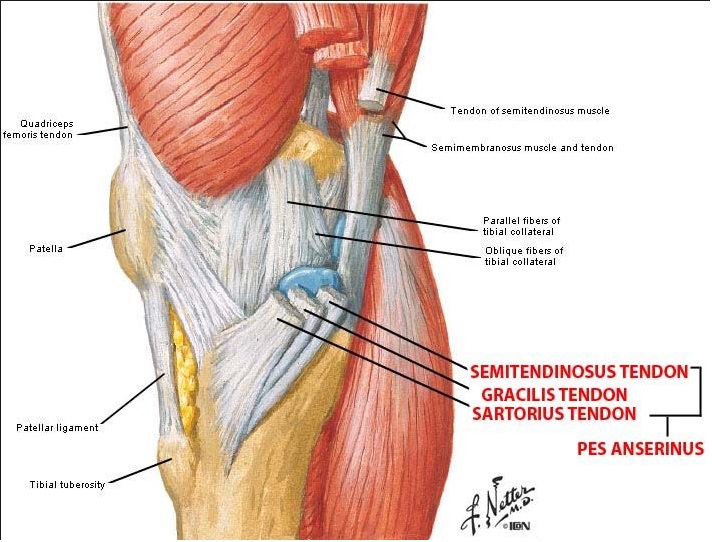 Quadriceps
femoris tendon
Patella
Patellar ligament
Tibial tuberosity
Tendon of semitendinosus muscle
Semimembranosus muscle and tendon
Parallel fibers of
tibial collateral
Oblique fibers of
tibial collateral
SEMITENDINOSUS TENDON
GRACILIS TENDON
SARTORIUS TENDON
PES ANSERINUS
F. Netter
M.D.
© ICON